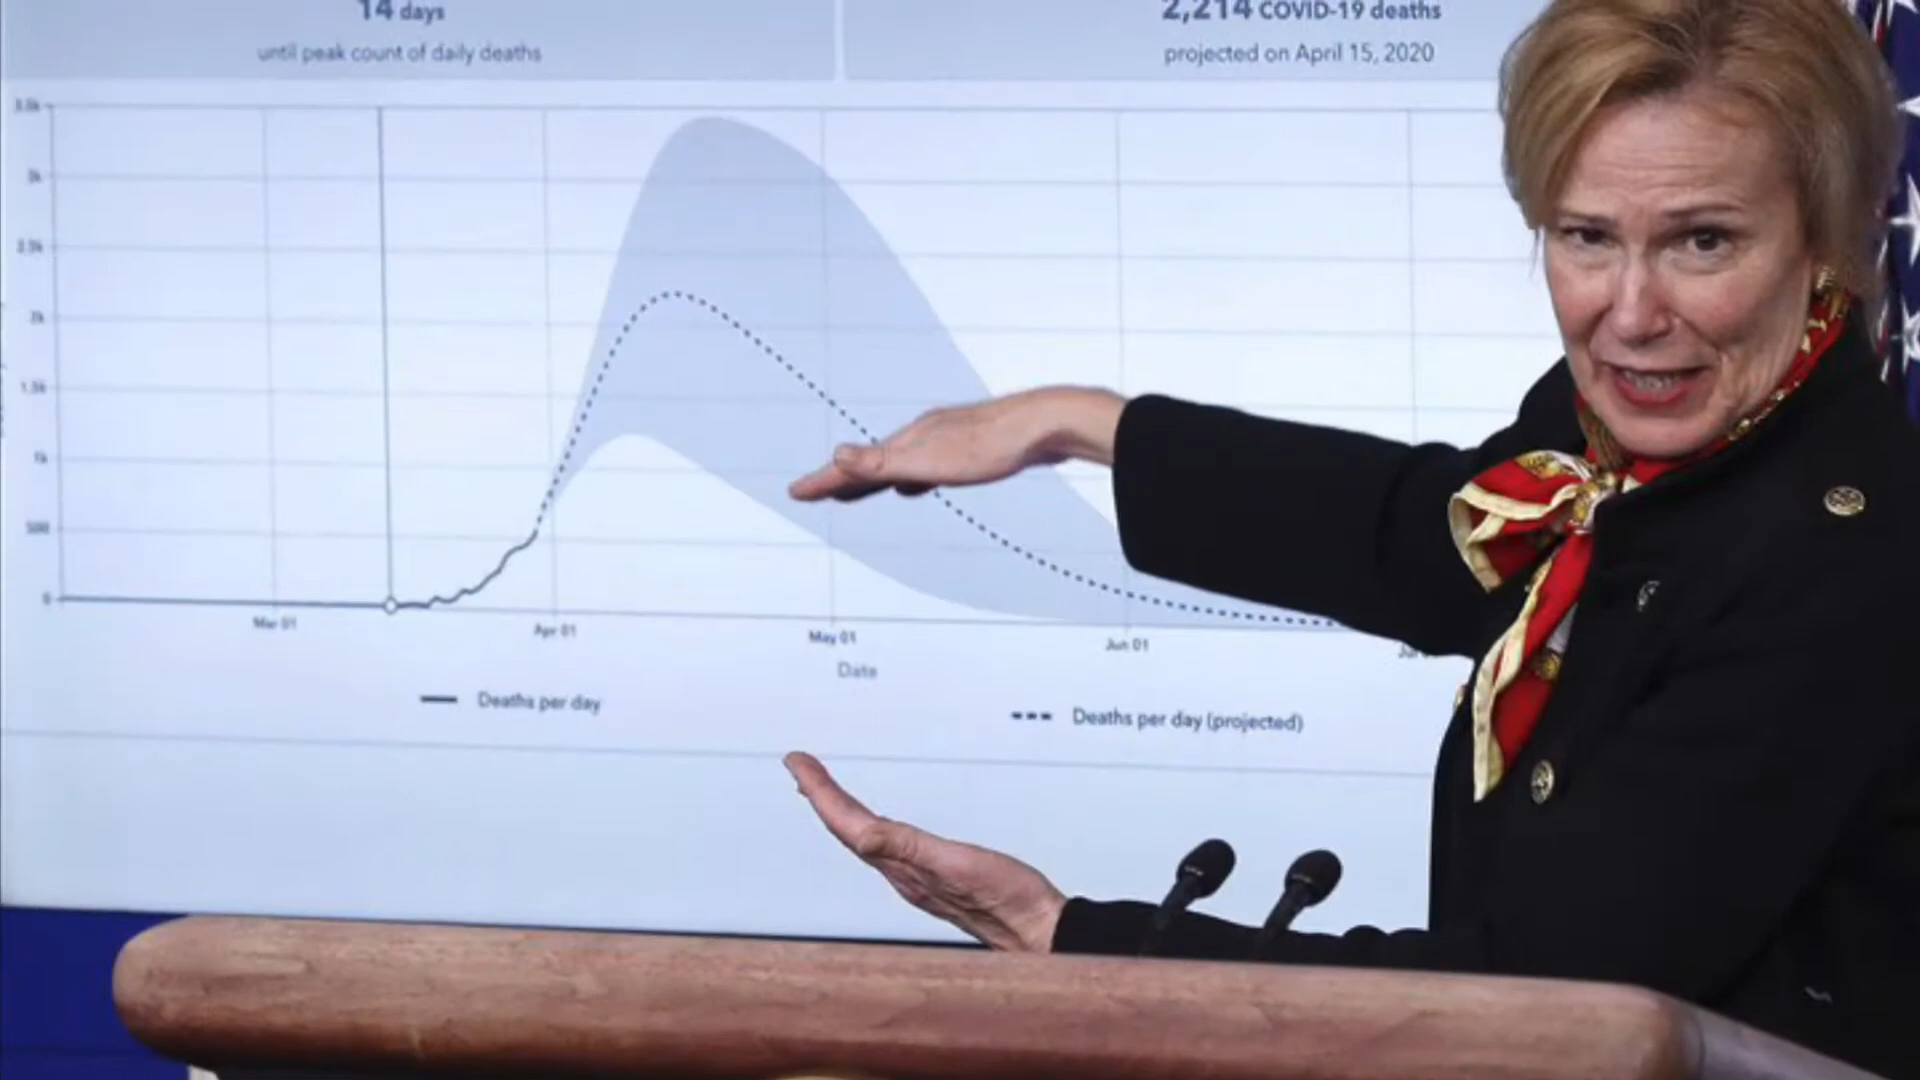 14 days
until peak count of daily deaths
2,214 COVID-19 deaths
projected on April 15, 2020
3.5k
3k
2.5k
2k
1.5k
1k
500
0
Mar 01
Apr 01
May 01
Jun 01
Date
Deaths per day
Deaths per day (projected)